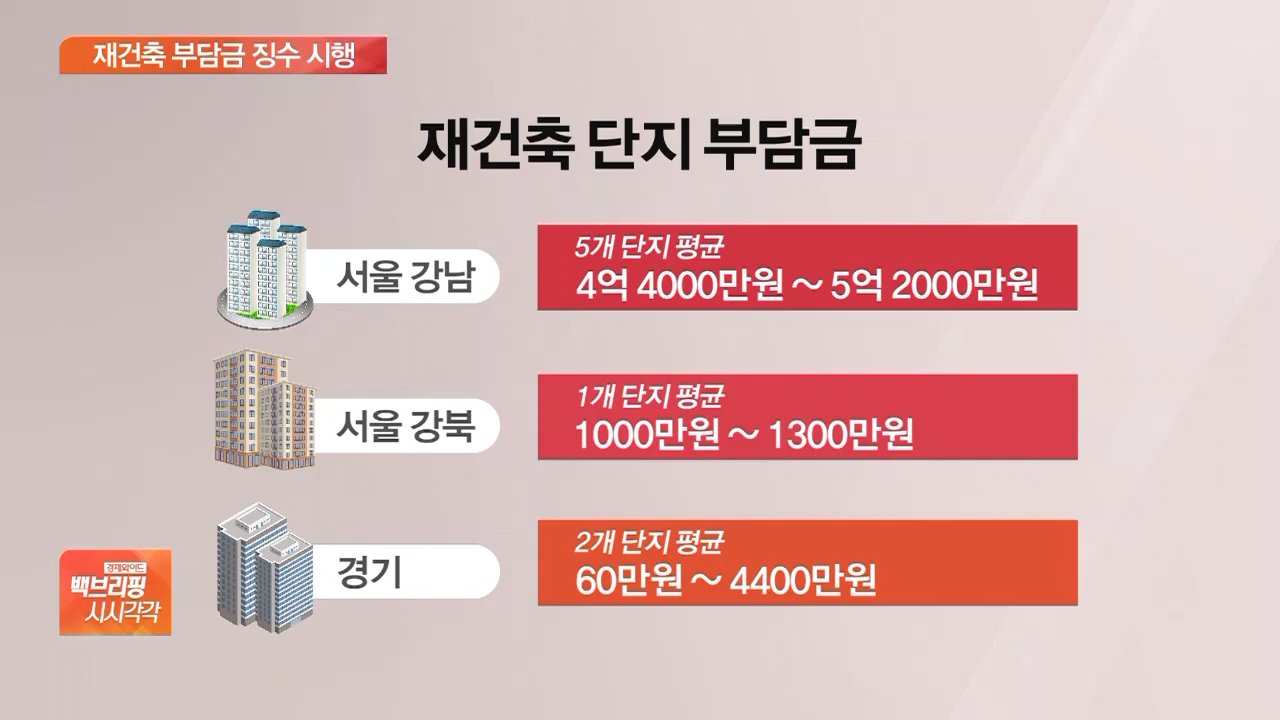 재건축 부담금 징수 시행
재건축 단지 부담금
서울 강남
5개 단지 평균
4억 4000만원 ~ 5억 2000만원
서울 강북
1개 단지 평균
1000만원 ~ 1300만원
경기
2개 단지 평균
60만원 ~ 4400만원
경제와이드
백브리핑
시시각각